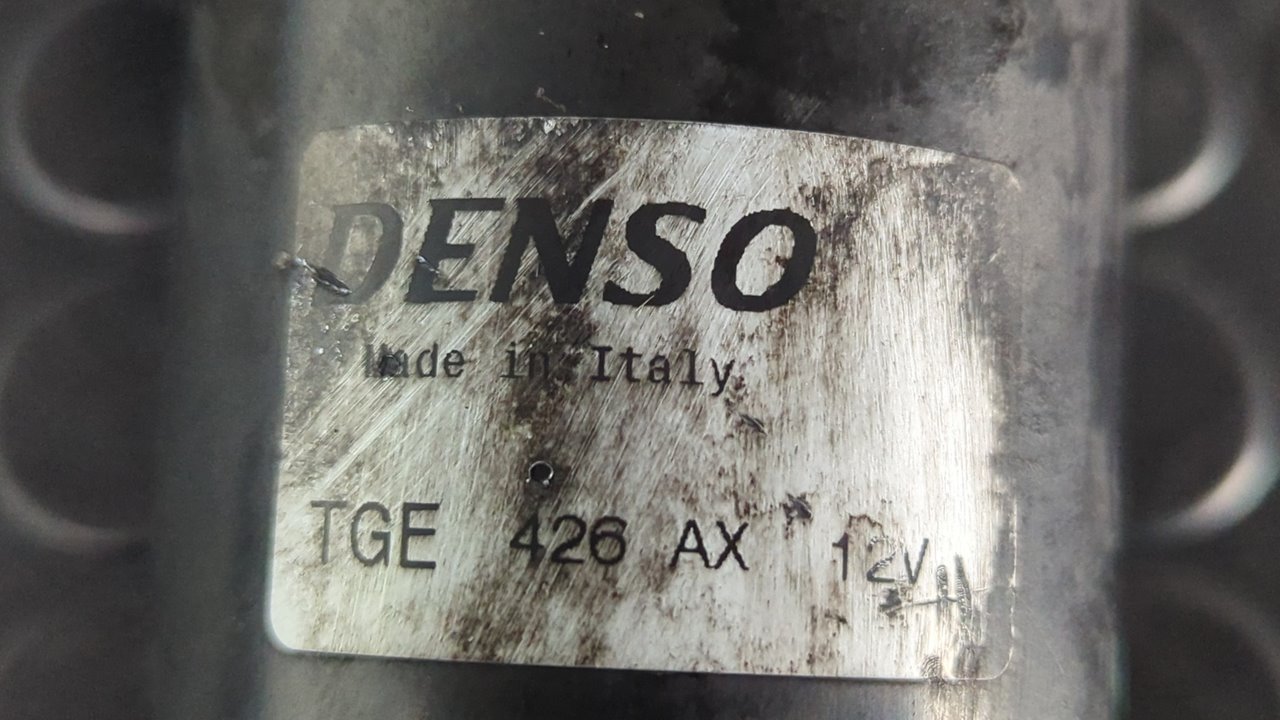 DENSO
Made in Italy
TGE 426 AX 12V